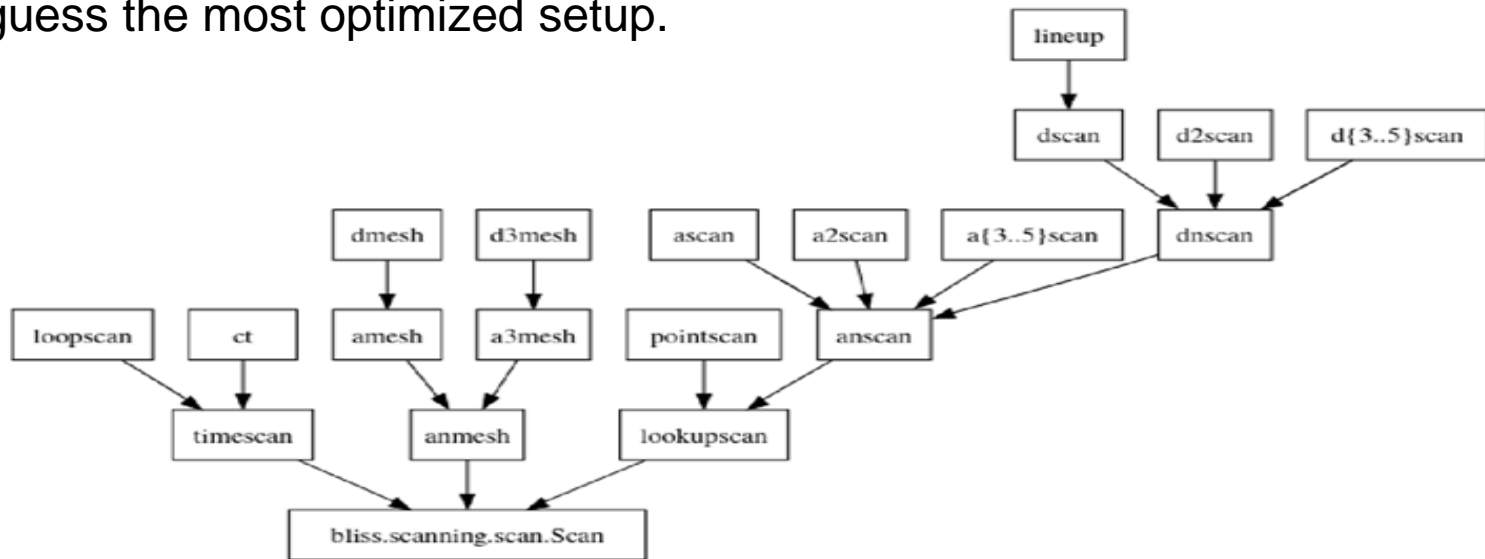 guess the most optimized setup.
lineup
dscan d2scan d{3..5}scan
dmesh d3mesh ascan a2scan a{3..5}scan dnscan
loopscan ct amesh a3mesh pointscan anscan
timescan anmesh lookupscan
bliss.scanning.scan.Scan